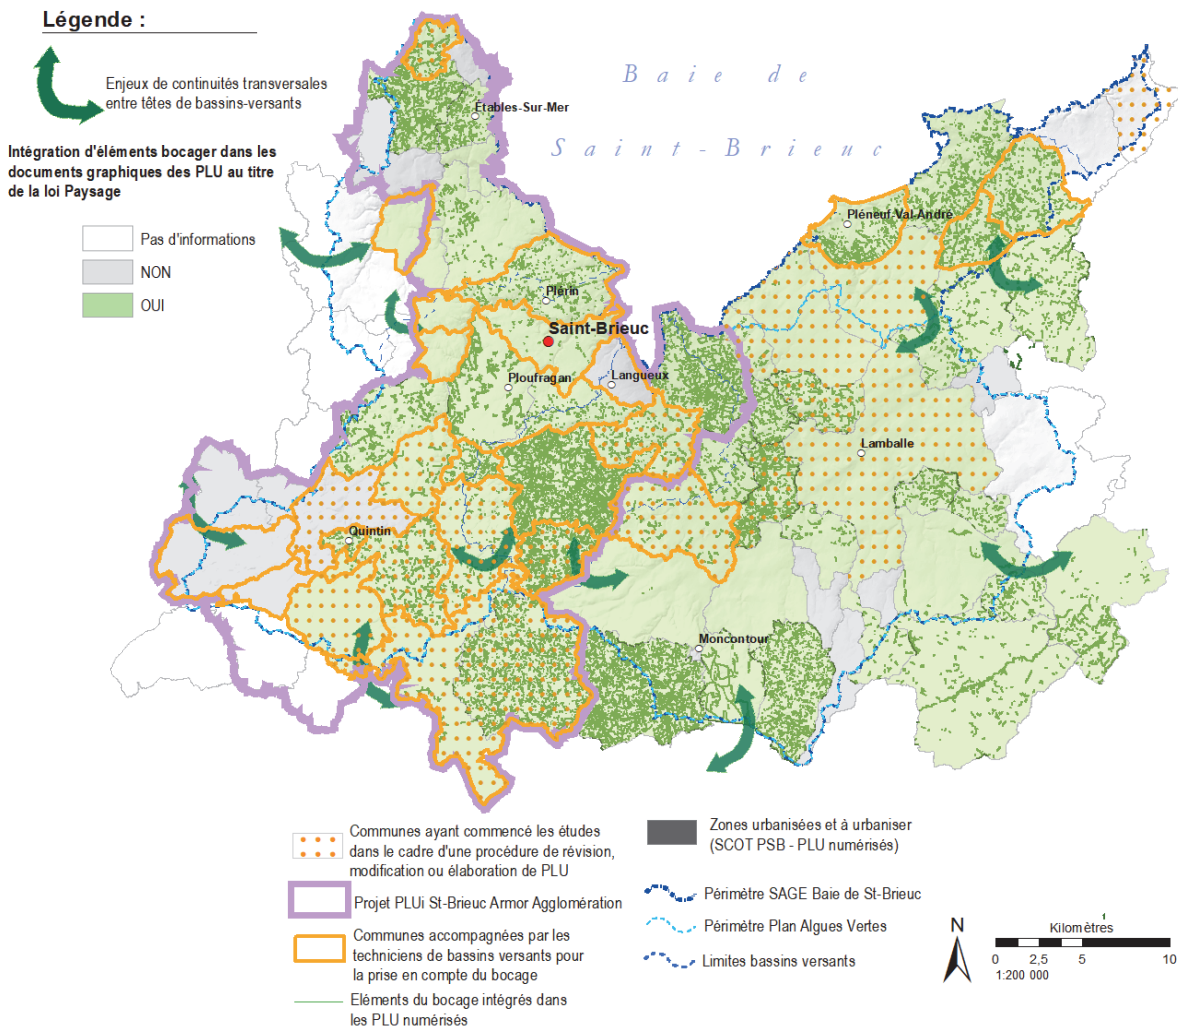 Légende :
Enjeux de continuités transversales
entre têtes de bassins-versants
Intégration d'éléments bocager dans les
documents graphiques des PLU au titre
de la loi Paysage
Pas d'informations
NON
OUI
Baie de
Saint-Brieuc
Etables-Sur-Mer
Pléneuf-Val-André
Plérin
Saint-Brieuc
Ploufragan
Langueux
Lamballe
Quintin
Moncontour
Communes ayant commencé les études
dans le cadre d'une procédure de révision,
modification ou élaboration de PLU
Projet PLUi St-Brieuc Armor Agglomération
Communes accompagnées par les
techniciens de bassins versants pour
la prise en compte du bocage
Eléments du bocage intégrés dans
les PLU numérisés
Zones urbanisées et à urbaniser
(SCOT PSB - PLU numérisés)
Périmètre SAGE Baie de St-Brieuc
Périmètre Plan Algues Vertes
Limites bassins versants
N
Kilomètres
0 2,5 5 10
1:200 000